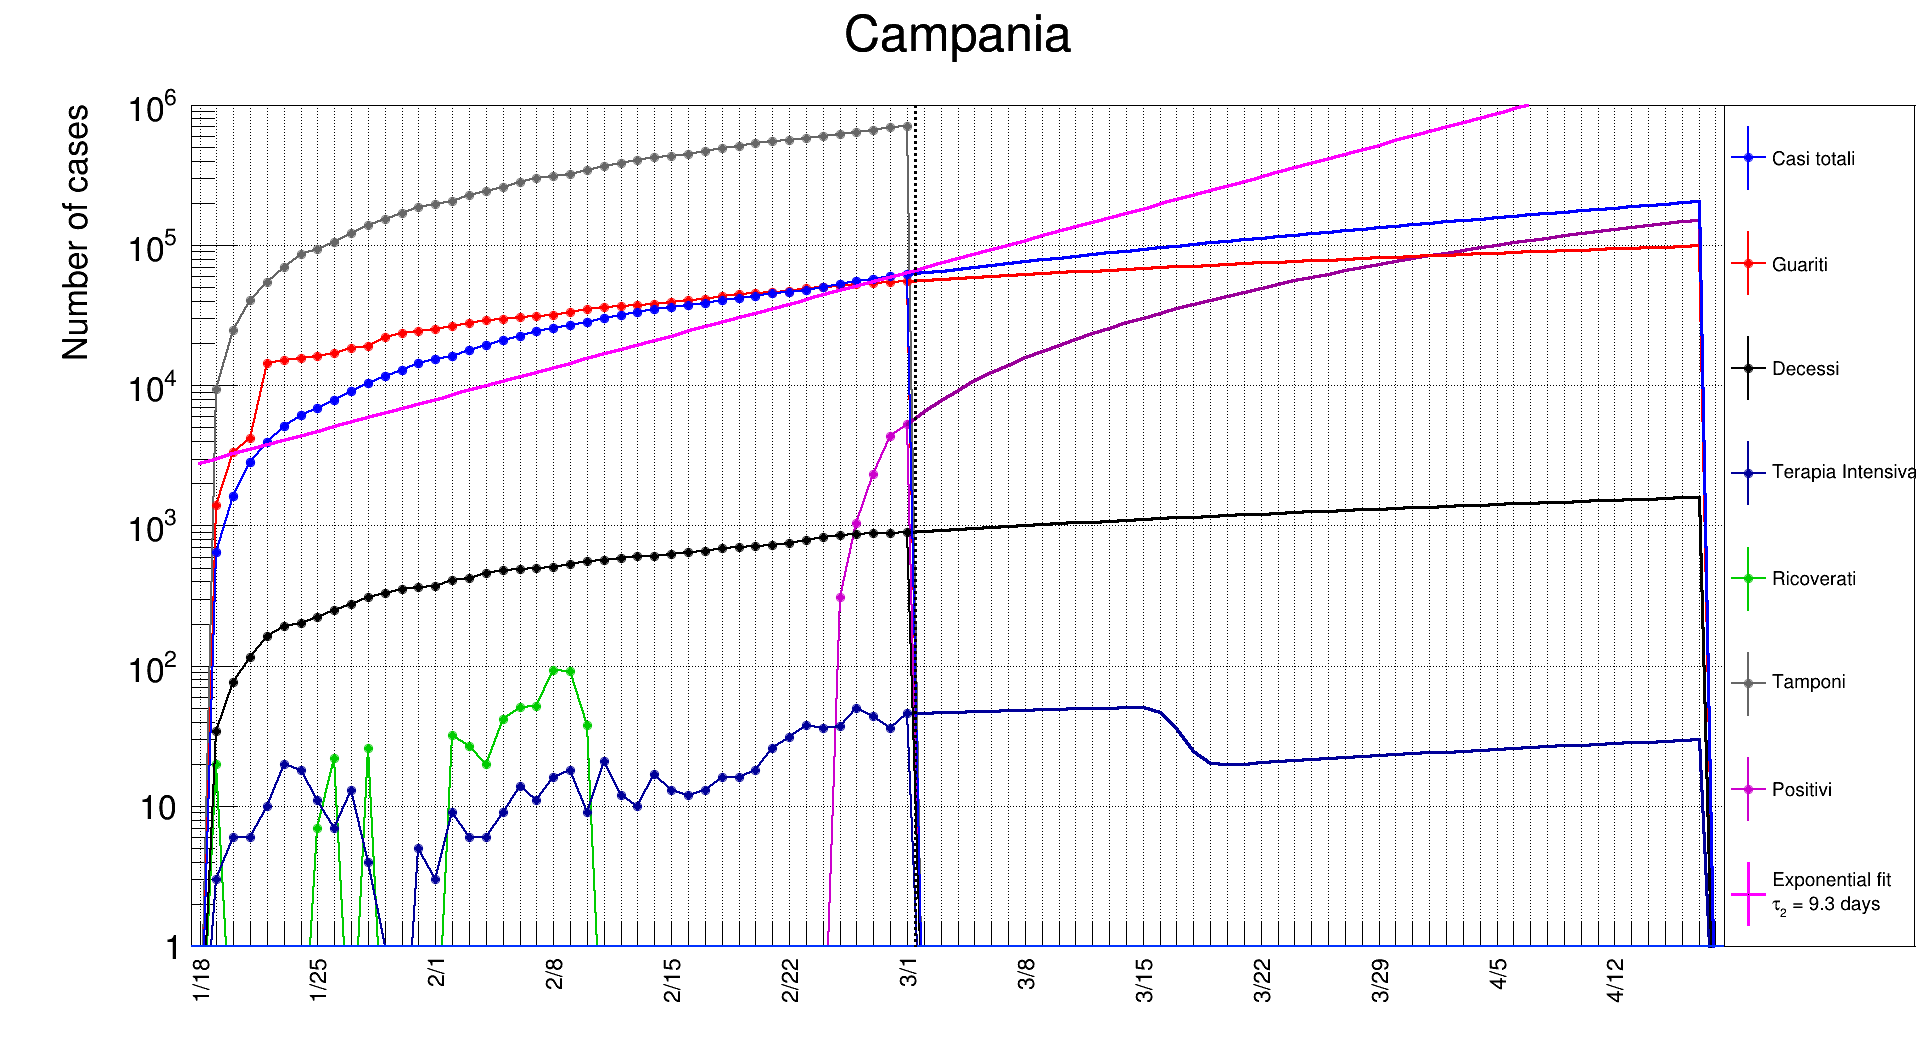 Campania
Number of cases
10^6
10^5
10^4
10^3
10^2
10
1
1/18
1/25
2/1
2/8
2/15
2/22
3/1
3/8
3/15
3/22
3/29
4/5
4/12
Casi totali
Guariti
Decessi
Terapia Intensiva
Ricoverati
Tamponi
Positivi
Exponential fit
τ₂ = 9.3 days